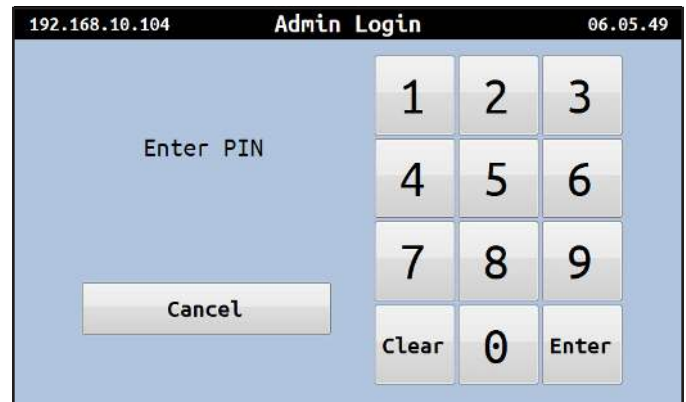 192.168.10.104 Admin Login 06.05.49
1 2 3
Enter PIN
4 5 6
7 8 9
Cancel
Clear 0 Enter